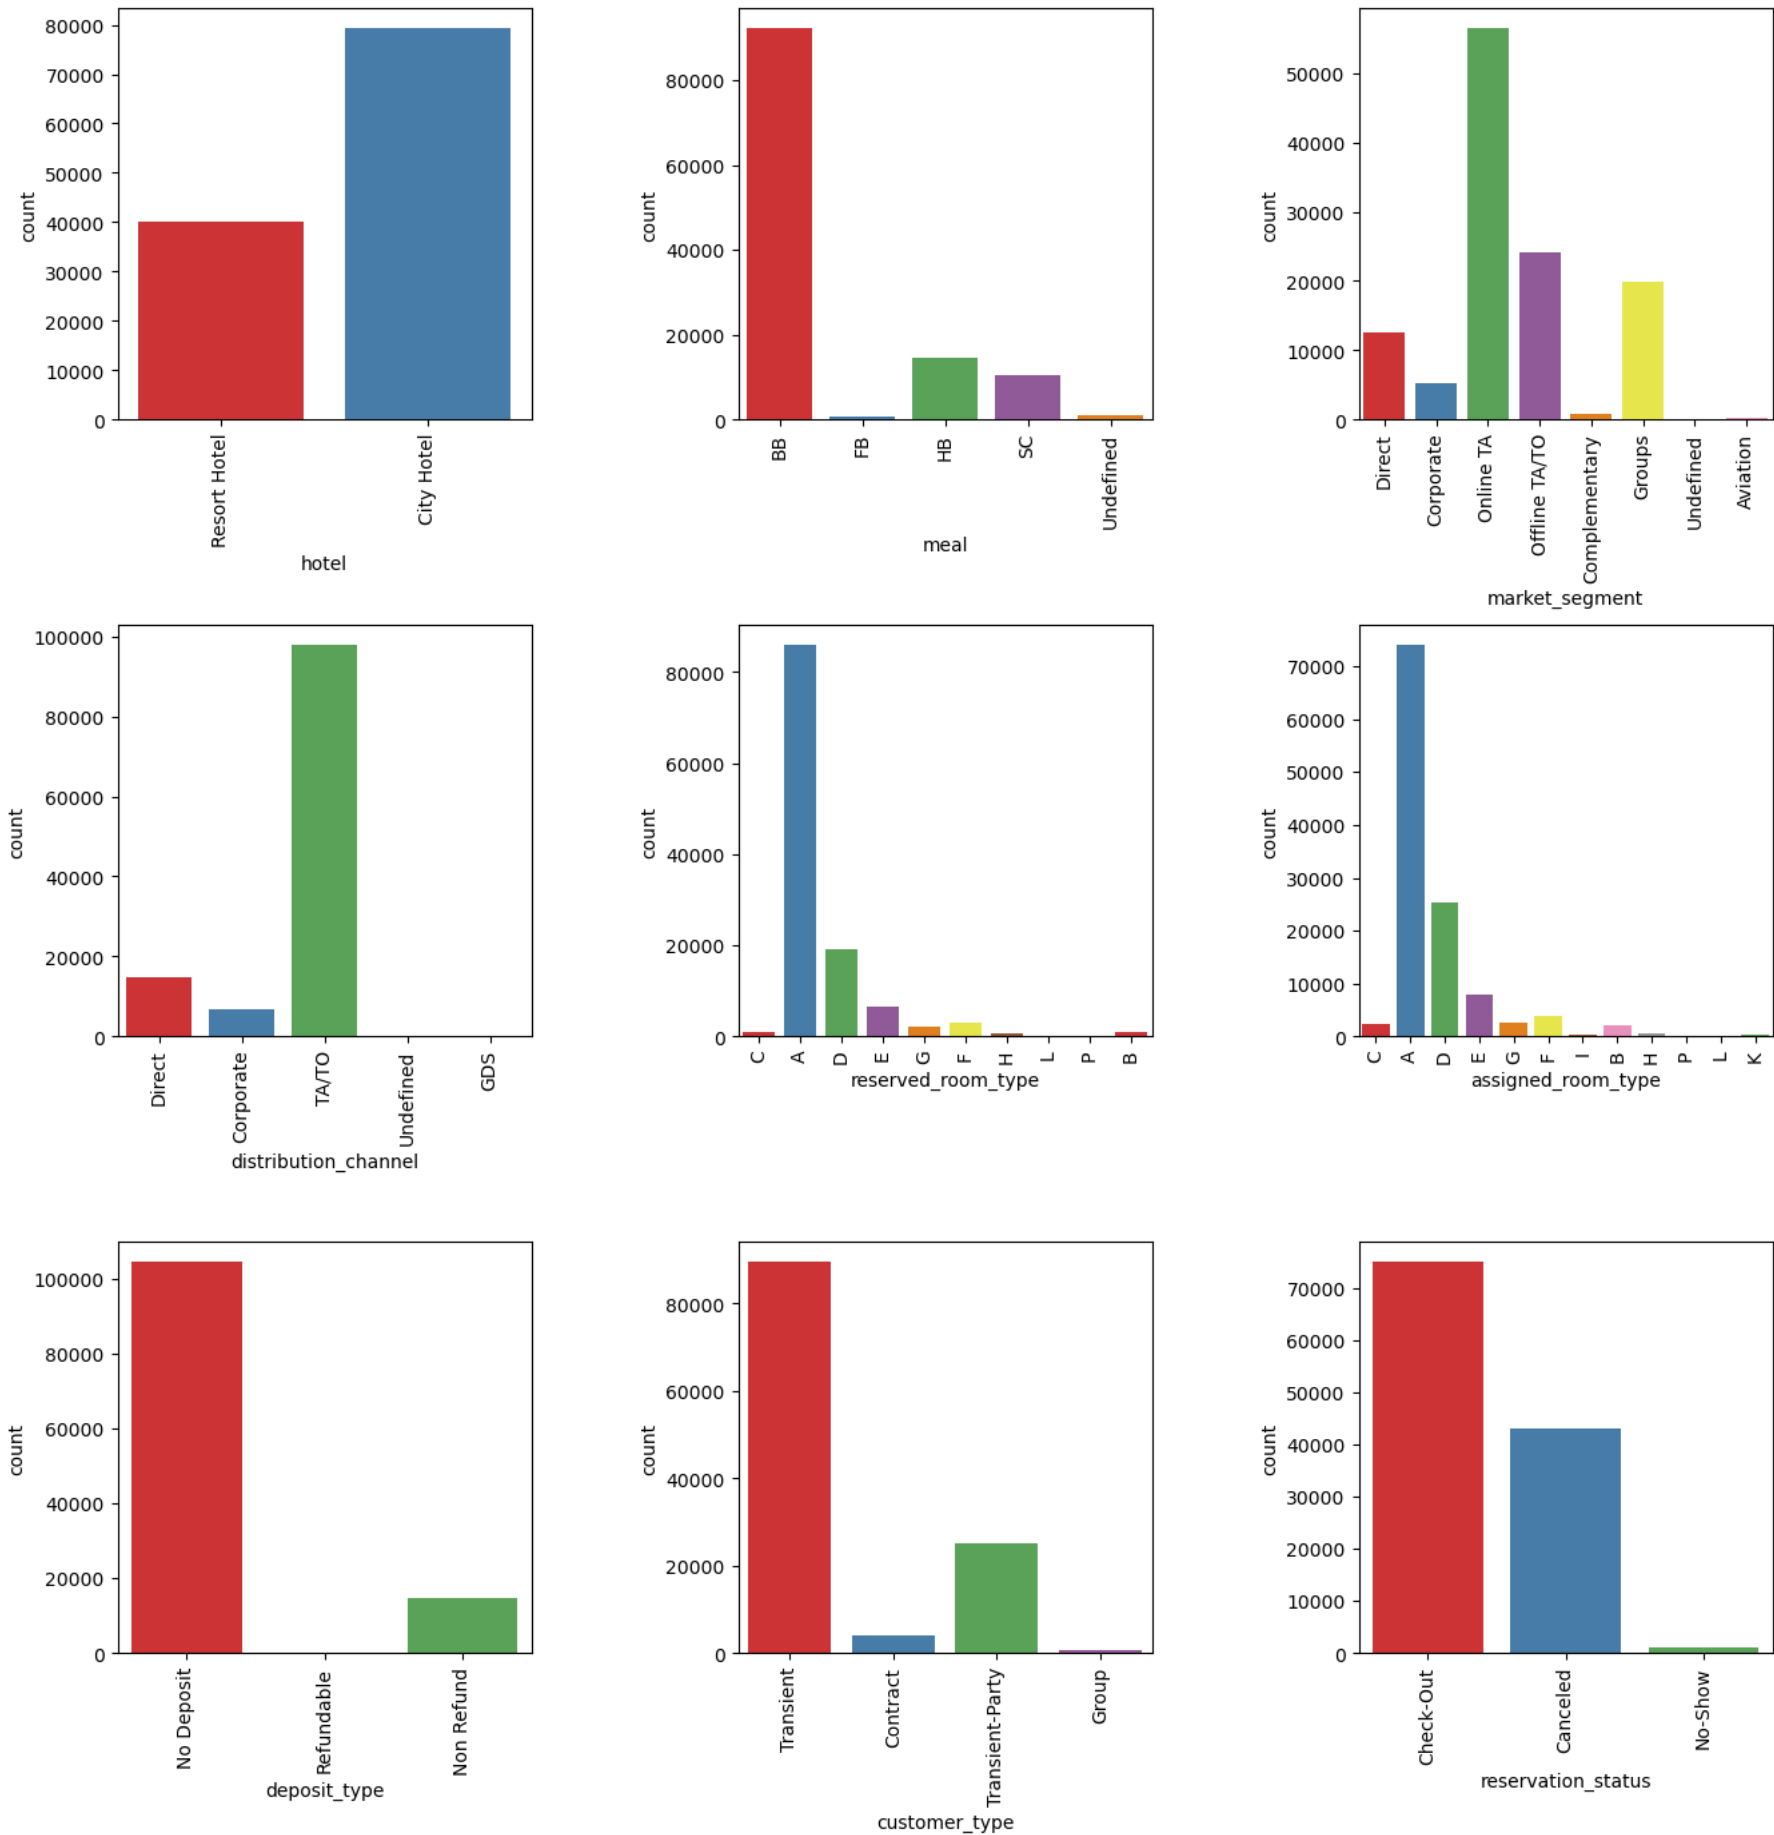 80000
70000
60000
50000
40000
30000
20000
10000
0
count
Resort Hotel
City Hotel
hotel
80000
60000
40000
20000
0
count
BB
FB
HB
SC
Undefined
meal
50000
40000
30000
20000
10000
0
count
Direct
Corporate
Online TA
Offline TA/TO
Complementary
Groups
Undefined
Aviation
market_segment
100000
80000
60000
40000
20000
0
count
Direct
Corporate
TA/TO
Undefined
GDS
distribution_channel
80000
60000
40000
20000
0
count
C
A
D
E
G
F
H
L
P
B
reserved_room_type
70000
60000
50000
40000
30000
20000
10000
0
count
C
A
D
E
G
F
I
B
H
P
L
K
assigned_room_type
100000
80000
60000
40000
20000
0
count
No Deposit
Refundable
Non Refund
deposit_type
80000
60000
40000
20000
0
count
Transient
Contract
Transient-Party
Group
customer_type
70000
60000
50000
40000
30000
20000
10000
0
count
Check-Out
Canceled
No-Show
reservation_status